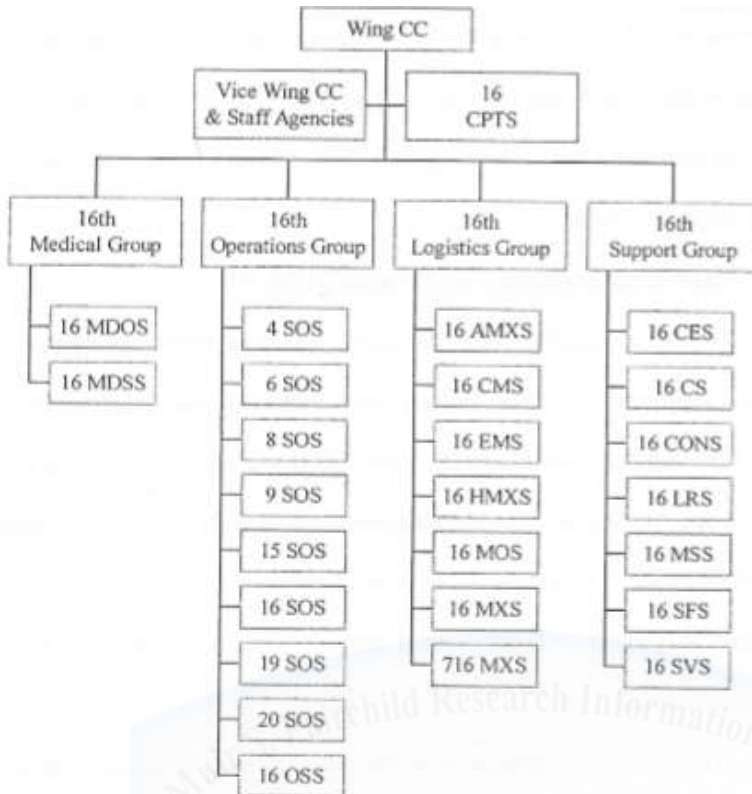 Wing CC
Vice Wing CC
& Staff Agencies
16
CPTS
16th
Medical Group
16 MDOS
16 MDSS
16th
Operations Group
4 SOS
6 SOS
8 SOS
9 SOS
15 SOS
16 SOS
19 SOS
20 SOS
16 OSS
16th
Logistics Group
16 AMXS
16 CMS
16 EMS
16 HMXS
16 MOS
16 MXS
716 MXS
16th
Support Group
16 CES
16 CS
16 CONS
16 LRS
16 MSS
16 SFS
16 SVS
Research Information